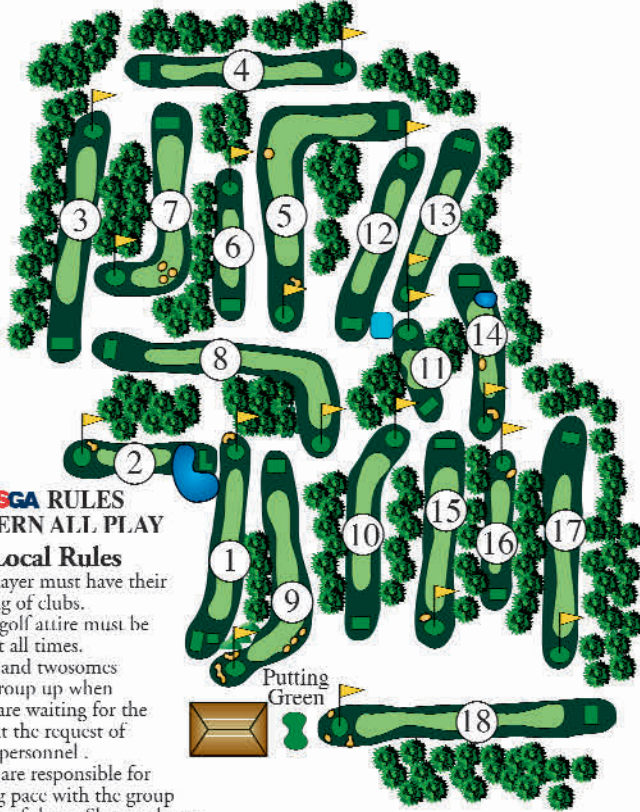 4
3
7
6
5
12
13
14
8
11
2
SGA RULES
ERN ALL PLAY
Local Rules
ayer must have their
g of clubs.
golf attire must be
t all times.
and twosomes
roup up when
are waiting for the
at the request of
personnel .
are responsible for
g pace with the group
1
9
10
15
16
17
Putting
Green
18